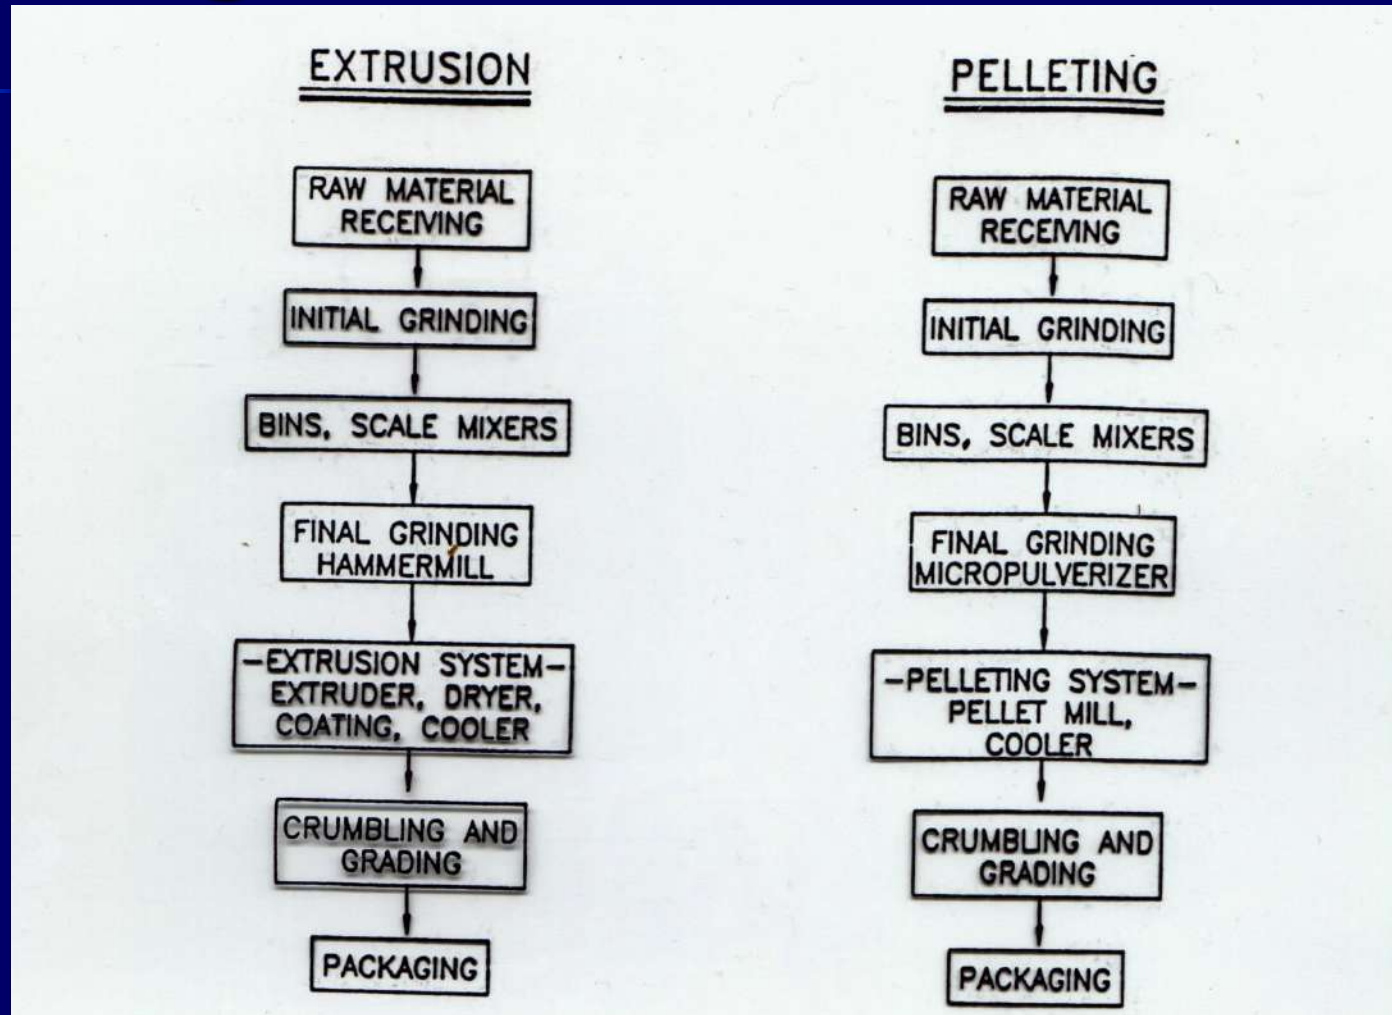 EXTRUSION
RAW MATERIAL
RECEIVING
INITIAL GRINDING
BINS, SCALE MIXERS
FINAL GRINDING
HAMMERMILL
-EXTRUSION SYSTEM-
EXTRUDER, DRYER,
COATING, COOLER
CRUMBLING AND
GRADING
PACKAGING
PELLETING
RAW MATERIAL
RECEIVING
INITIAL GRINDING
BINS, SCALE MIXERS
FINAL GRINDING
MICROPULVERIZER
-PELLETING SYSTEM-
PELLET MILL,
COOLER
CRUMBLING AND
GRADING
PACKAGING